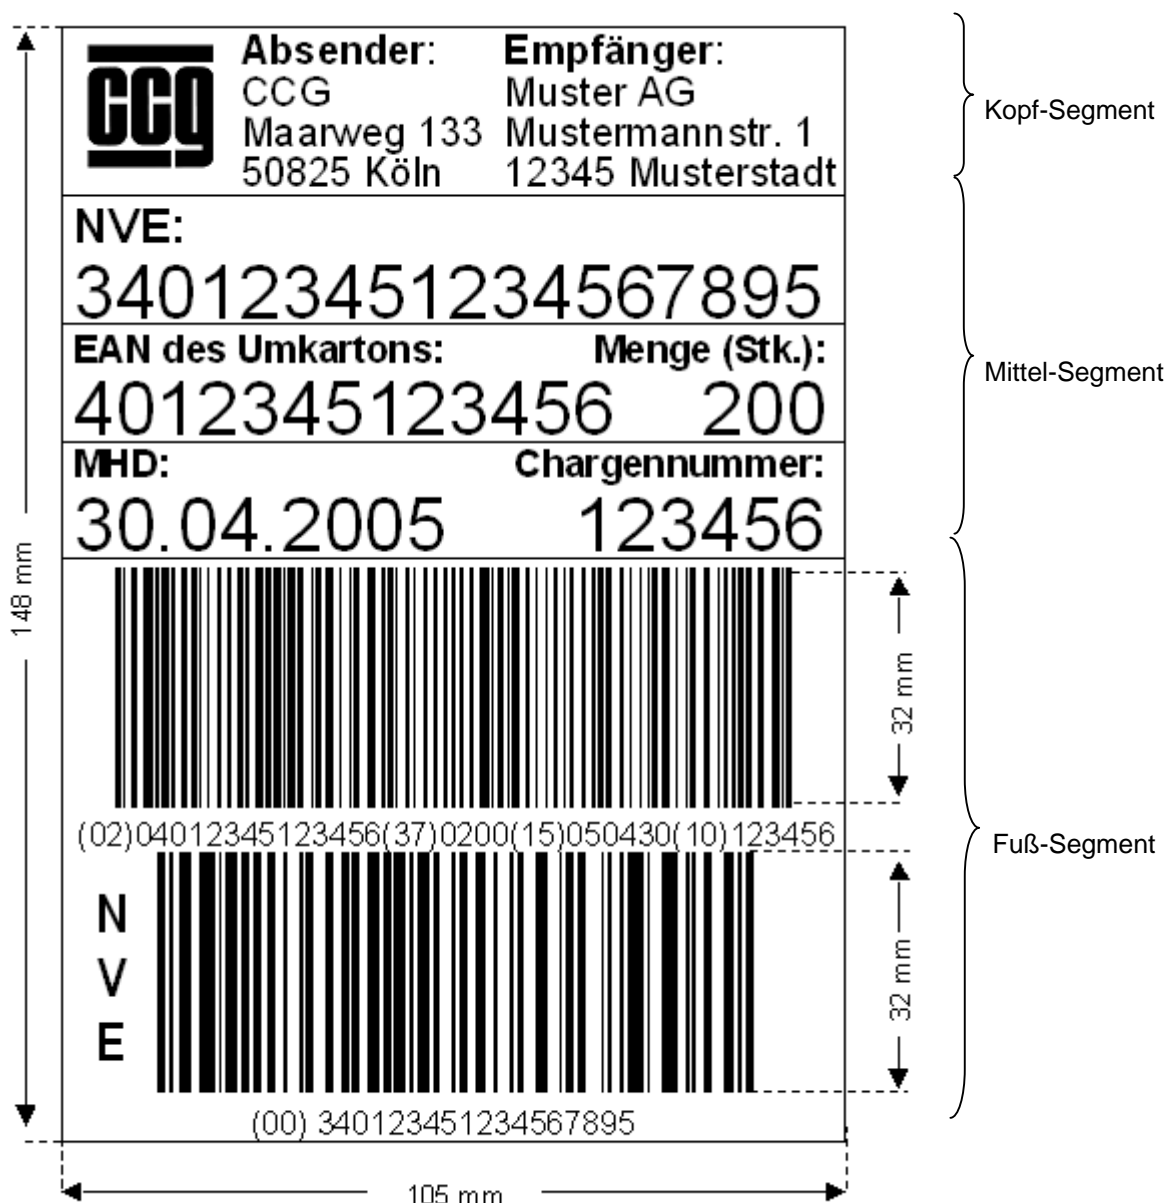 ccg
Absender: Empfänger:
CCG Muster AG
Maarweg 133 Mustermannstr. 1
50825 Köln 12345 Musterstadt
Kopf-Segment
NVE:
340123451234567895
EAN des Umkartons: Menge (Stk.):
4012345123456 200
Mittel-Segment
MHD: Chargennummer:
30.04.2005 123456
148 mm
32 mm
(02)04012345123456(37)0200(15)050430(10)123456
Fuß-Segment
N
V
E
32 mm
(00) 340123451234567895
105 mm